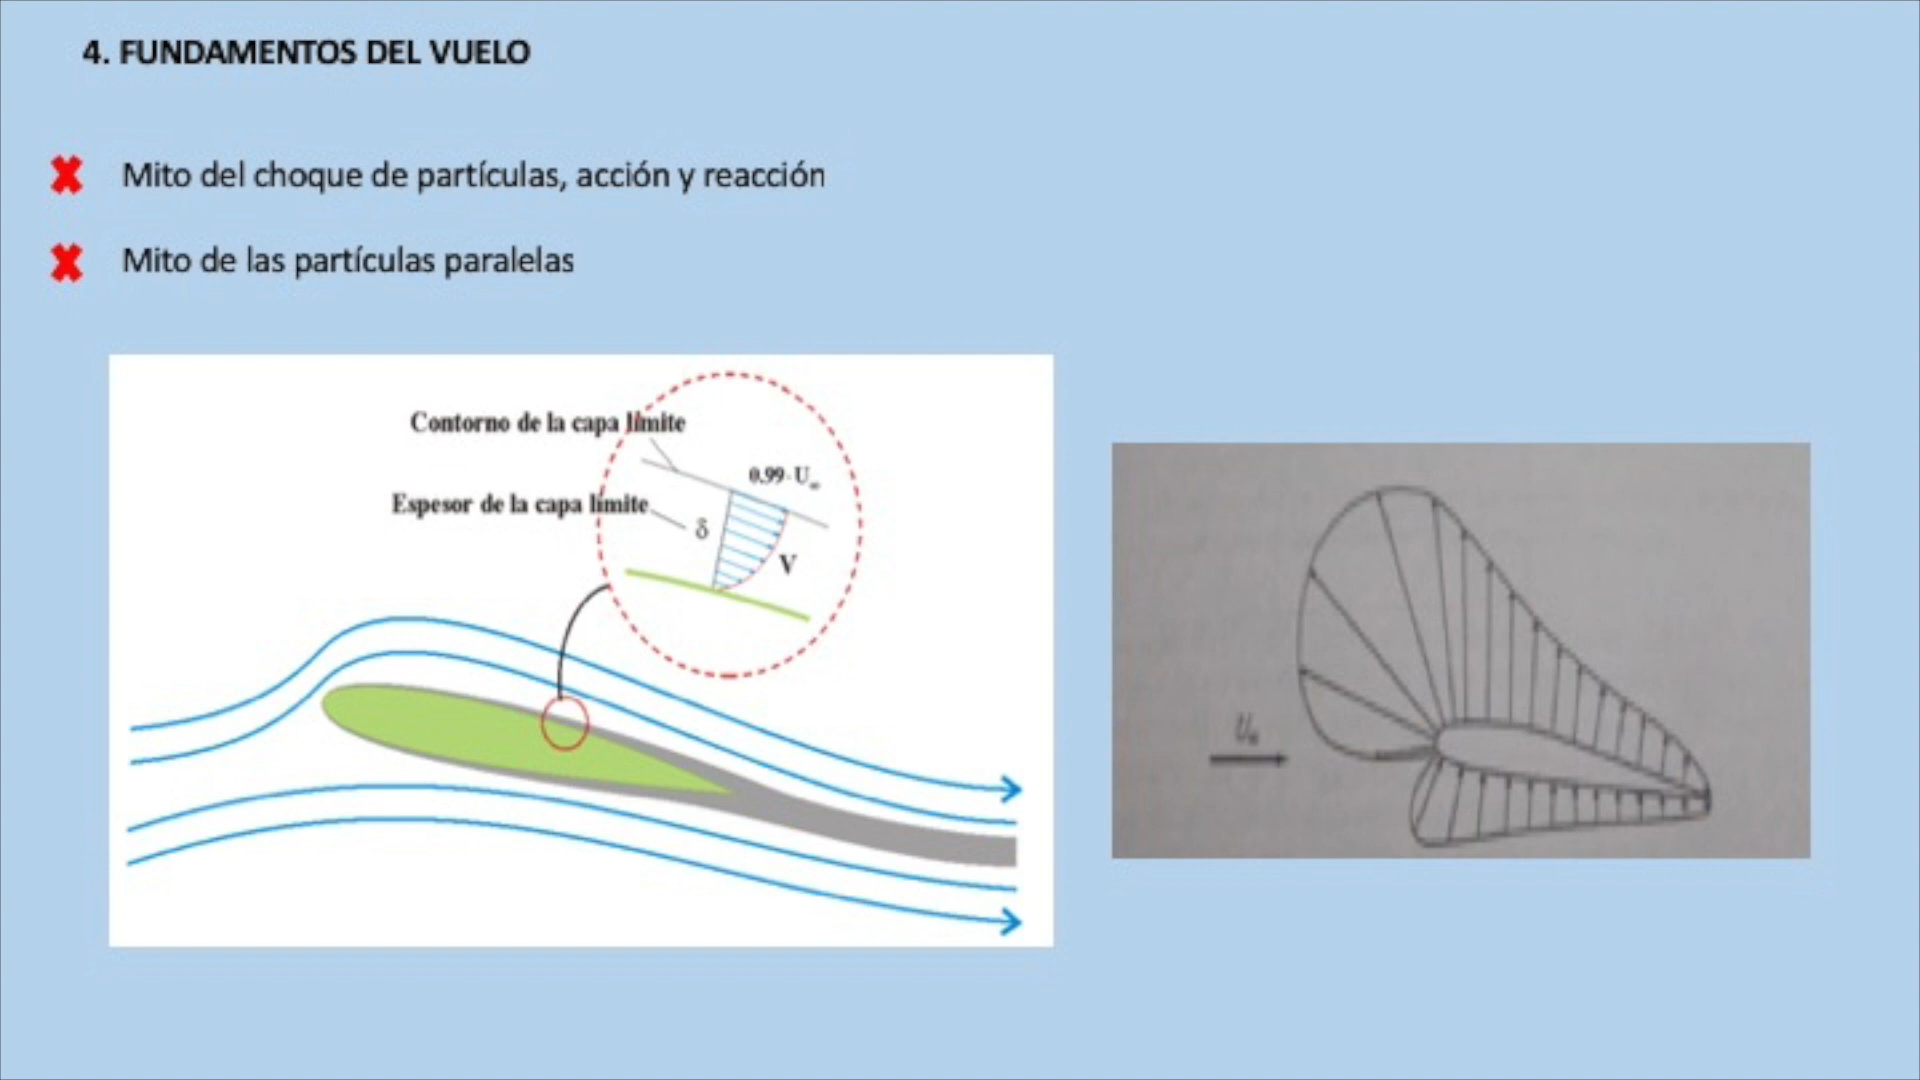 4. FUNDAMENTOS DEL VUELO
Mito del choque de partículas, acción y reacción
Mito de las partículas paralelas
Contorno de la capa límite
0.99·U∞
Espesor de la capa límite
δ
V